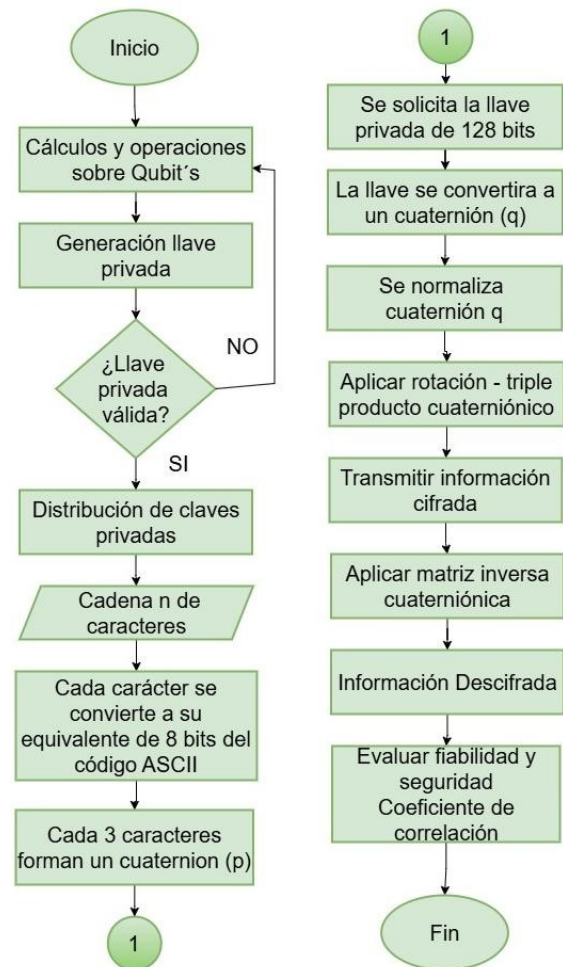 Inicio
Cálculos y operaciones
sobre Qubit´s
Generación llave
privada
NO
¿Llave
privada
válida?
SI
Distribución de claves
privadas
Cadena n de
caracteres
Cada carácter se
convierte a su
equivalente de 8 bits del
código ASCII
Cada 3 caracteres
forman un cuaternion (p)
1
1
Se solicita la llave
privada de 128 bits
La llave se convertira a
un cuaternión (q)
Se normaliza
cuaternión q
Aplicar rotación - triple
producto cuaterniónico
Transmitir información
cifrada
Aplicar matriz inversa
cuaterniónica
Información Descifrada
Evaluar fiabilidad y
seguridad
Coeficiente de
correlación
Fin